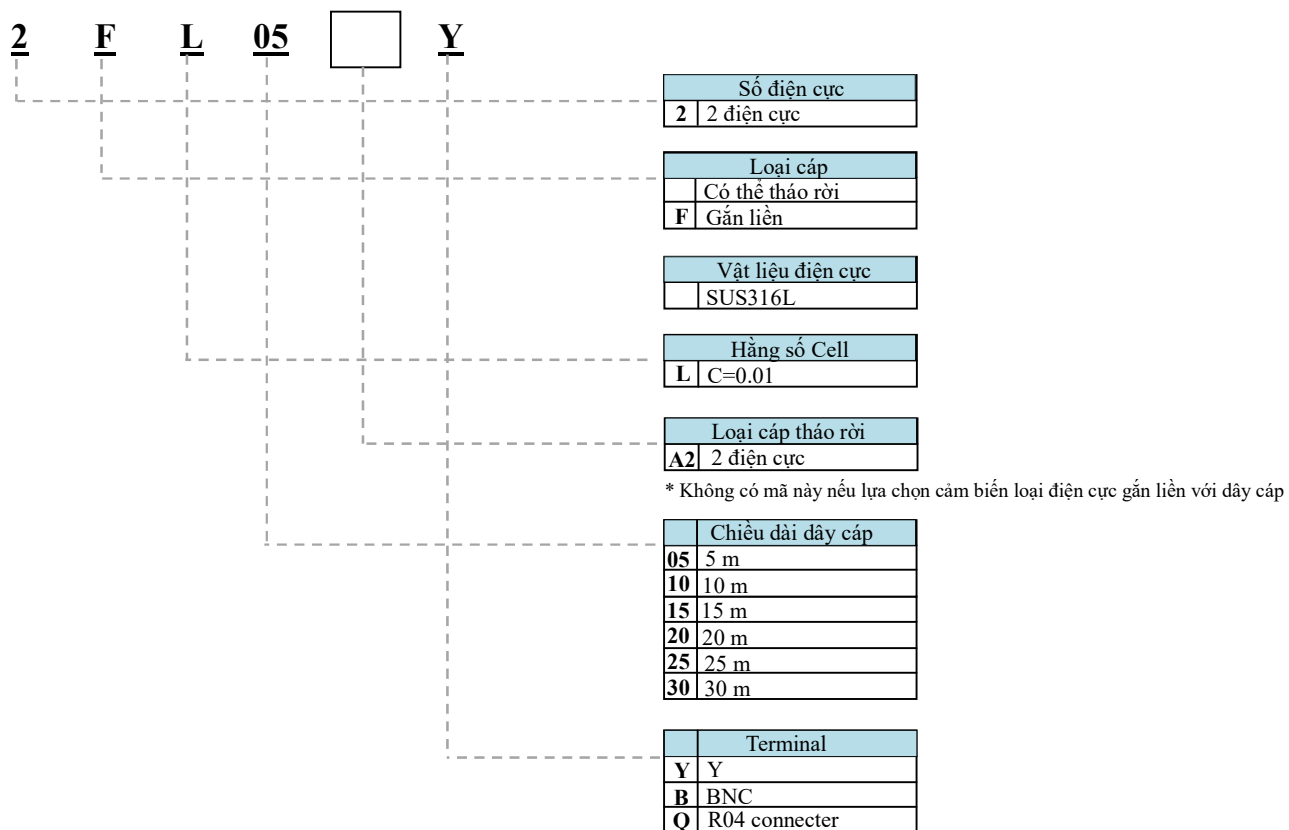 2 F L 05 Y
Số điện cực
2 2 điện cực
Loại cáp
Có thể tháo rời
F Gắn liền
Vật liệu điện cực
SUS316L
Hằng số Cell
L C=0.01
Loại cáp tháo rời
A2 2 điện cực
* Không có mã này nếu lựa chọn cảm biến loại điện cực gắn liền với dây cáp
Chiều dài dây cáp
05 5 m
10 10 m
15 15 m
20 20 m
25 25 m
30 30 m
Terminal
Y Y
B BNC
Q R04 connecter